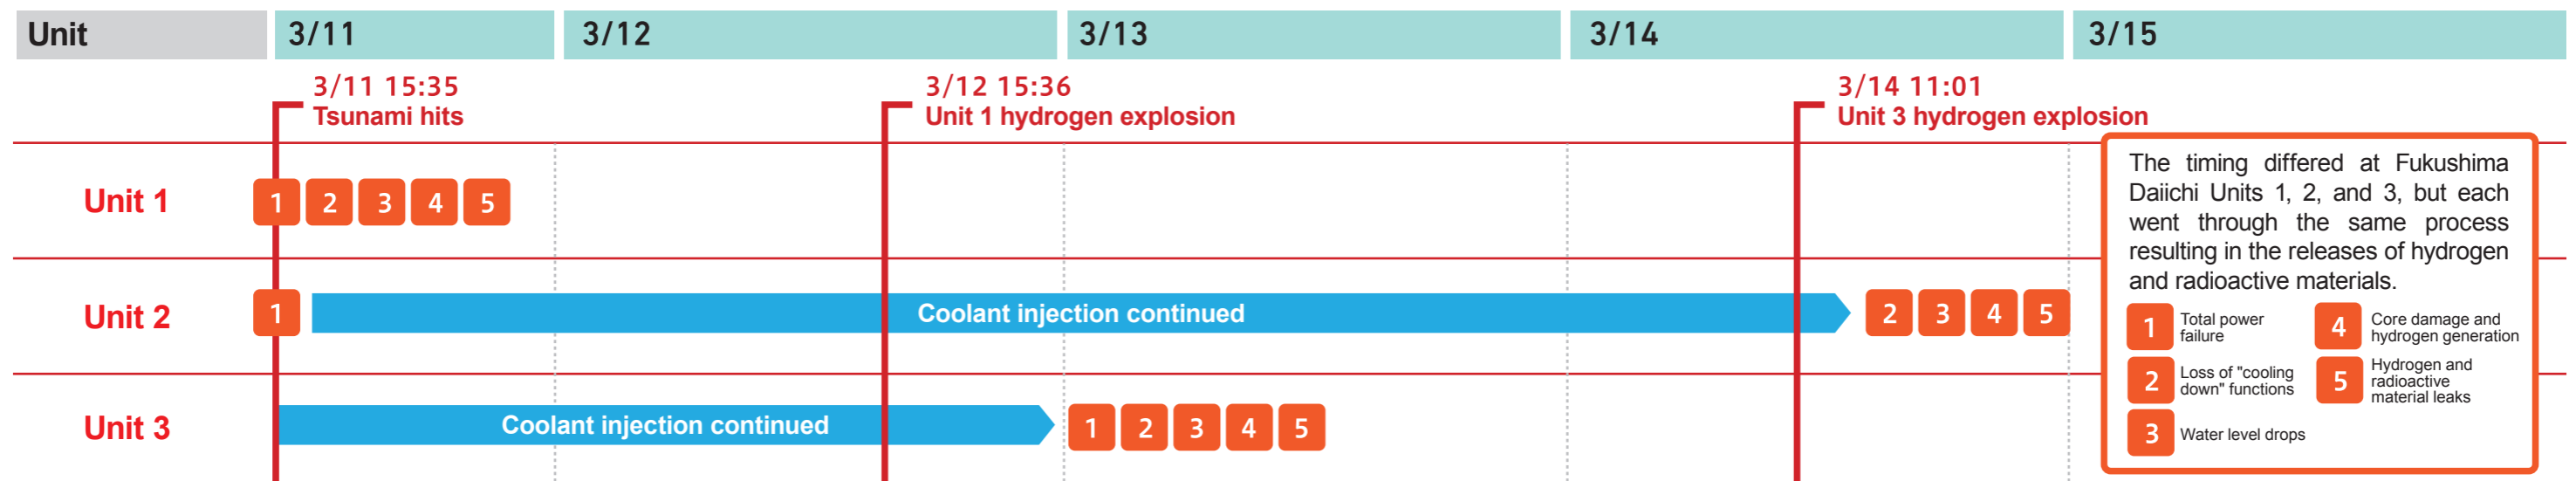 Unit 3/11 3/12 3/13 3/14 3/15
3/11 15:35
Tsunami hits
3/12 15:36
Unit 1 hydrogen explosion
3/14 11:01
Unit 3 hydrogen explosion
Unit 1
1 2 3 4 5
Unit 2
1 Coolant injection continued 2 3 4 5
Unit 3
Coolant injection continued 1 2 3 4 5
The timing differed at Fukushima
Daiichi Units 1, 2, and 3, but each
went through the same process
resulting in the releases of hydrogen
and radioactive materials.
1 Total power
failure
2 Loss of "cooling
down" functions
3 Water level drops
4 Core damage and
hydrogen generation
5 Hydrogen and
radioactive
material leaks